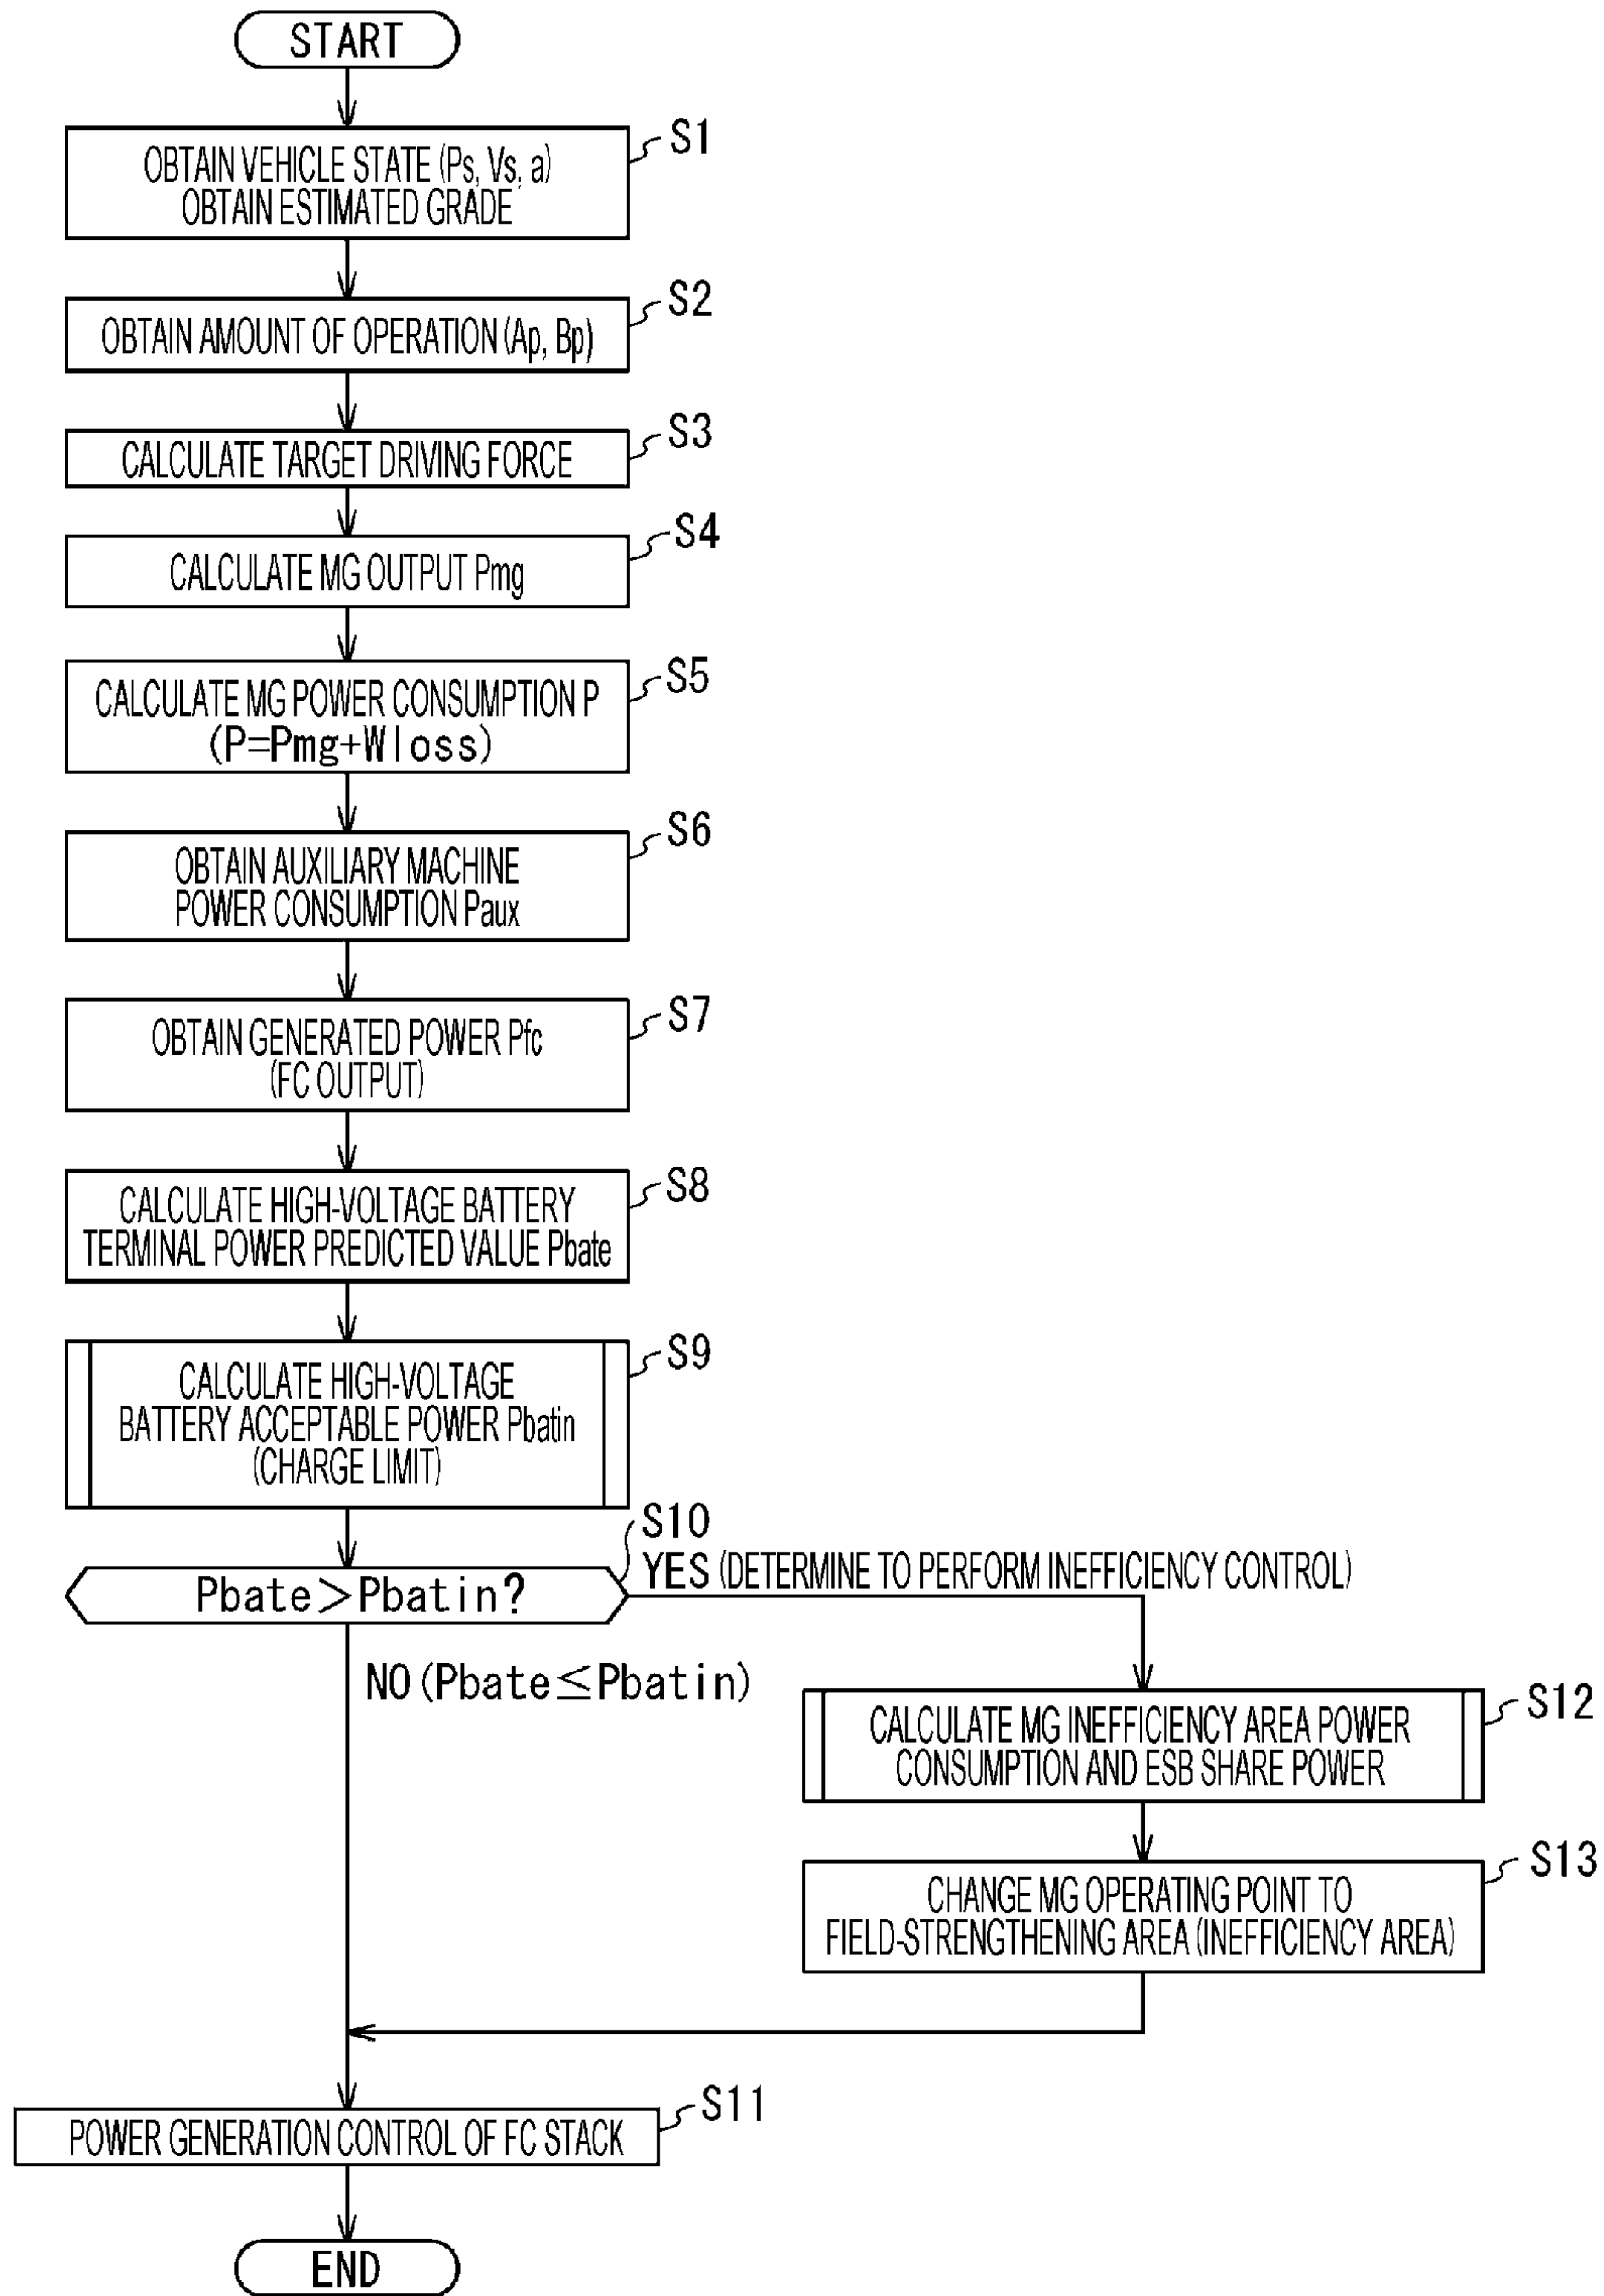 START
S1
OBTAIN VEHICLE STATE (Ps, Vs, a)
OBTAIN ESTIMATED GRADE
S2
OBTAIN AMOUNT OF OPERATION (Ap, Bp)
S3
CALCULATE TARGET DRIVING FORCE
S4
CALCULATE MG OUTPUT Pmg
S5
CALCULATE MG POWER CONSUMPTION P
(P=Pmg+Wloss)
S6
OBTAIN AUXILIARY MACHINE
POWER CONSUMPTION Paux
S7
OBTAIN GENERATED POWER Pfc
(FC OUTPUT)
S8
CALCULATE HIGH-VOLTAGE BATTERY
TERMINAL POWER PREDICTED VALUE Pbate
S9
CALCULATE HIGH-VOLTAGE
BATTERY ACCEPTABLE POWER Pbatin
(CHARGE LIMIT)
S10
YES (DETERMINE TO PERFORM INEFFICIENCY CONTROL)
Pbate>Pbatin?
NO (Pbate≤Pbatin)
S12
CALCULATE MG INEFFICIENCY AREA POWER
CONSUMPTION AND ESB SHARE POWER
S13
CHANGE MG OPERATING POINT TO
FIELD-STRENGTHENING AREA (INEFFICIENCY AREA)
S11
POWER GENERATION CONTROL OF FC STACK
END